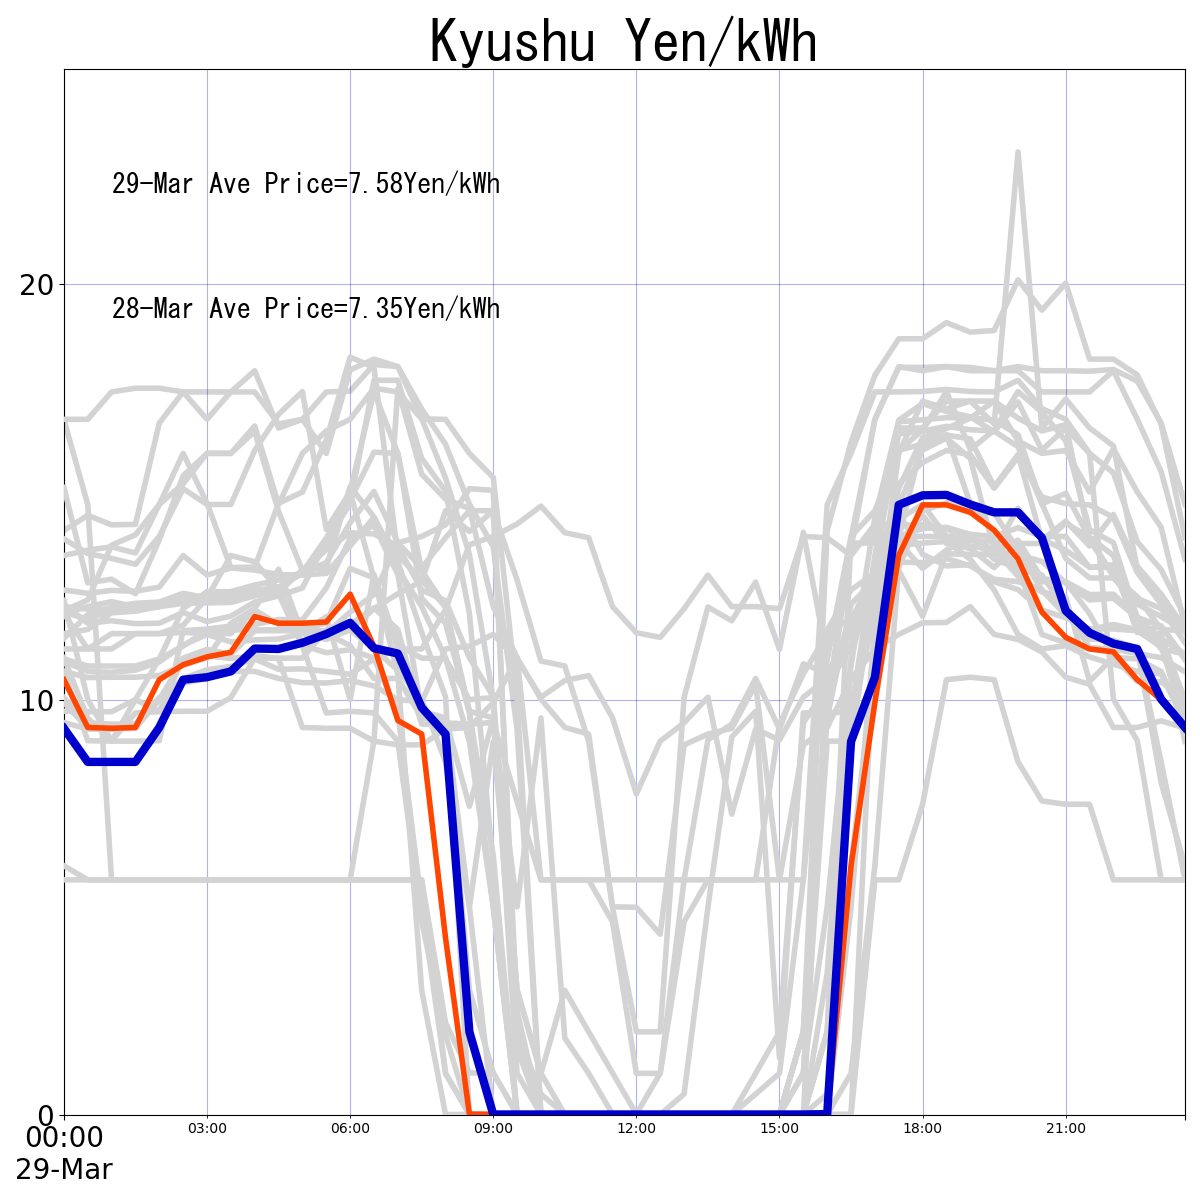 Kyushu Yen/kWh
29-Mar Ave Price=7.58Yen/kWh
28-Mar Ave Price=7.35Yen/kWh
20
10
0
00:00 03:00 06:00 09:00 12:00 15:00 18:00 21:00
29-Mar